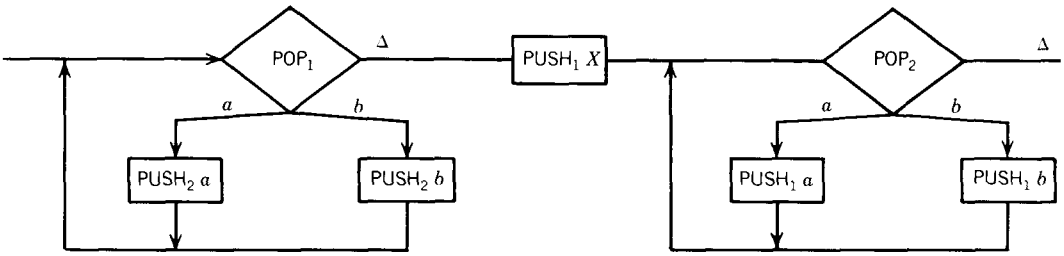 POP₁ Δ PUSH₁ X POP₂ Δ
a b a b
PUSH₂ a PUSH₂ b PUSH₁ a PUSH₁ b